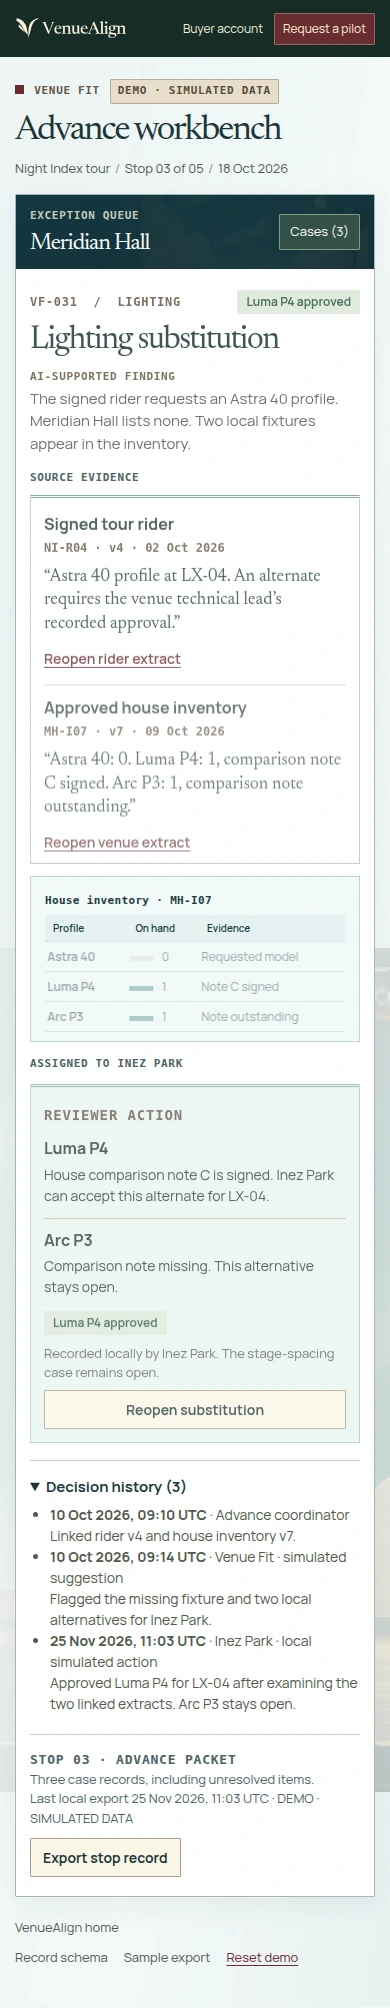 VenueAlign
Buyer account
Request a pilot
VENUE FIT
DEMO · SIMULATED DATA
Advance workbench
Night Index tour / Stop 03 of 05 / 18 Oct 2026
EXCEPTION QUEUE
Meridian Hall
Cases (3)
VF-031 / LIGHTING
Luma P4 approved
Lighting substitution
AI-SUPPORTED FINDING
The signed rider requests an Astra 40 profile.
Meridian Hall lists none. Two local fixtures
appear in the inventory.
SOURCE EVIDENCE
Signed tour rider
NI-R04 · v4 · 02 Oct 2026
“Astra 40 profile at LX-04. An alternate
requires the venue technical lead’s
recorded approval.”
Reopen rider extract
Approved house inventory
MH-I07 · v7 · 09 Oct 2026
“Astra 40: 0. Luma P4: 1, comparison note
C signed. Arc P3: 1, comparison note
outstanding.”
Reopen venue extract
House inventory · MH-I07
Profile On hand Evidence
Astra 40 0 Requested model
Luma P4 1 Note C signed
Arc P3 1 Note outstanding
ASSIGNED TO INEZ PARK
REVIEWER ACTION
Luma P4
House comparison note C is signed. Inez Park
can accept this alternate for LX-04.
Arc P3
Comparison note missing. This alternative
stays open.
Luma P4 approved
Recorded locally by Inez Park. The stage-spacing
case remains open.
Reopen substitution
▼ Decision history (3)
• 10 Oct 2026, 09:10 UTC · Advance coordinator
Linked rider v4 and house inventory v7.
• 10 Oct 2026, 09:14 UTC · Venue Fit · simulated
suggestion
Flagged the missing fixture and two local
alternatives for Inez Park.
• 25 Nov 2026, 11:03 UTC · Inez Park · local
simulated action
Approved Luma P4 for LX-04 after examining the
two linked extracts. Arc P3 stays open.
STOP 03 · ADVANCE PACKET
Three case records, including unresolved items.
Last local export 25 Nov 2026, 11:03 UTC · DEMO ·
SIMULATED DATA
Export stop record
VenueAlign home
Record schema Sample export Reset demo